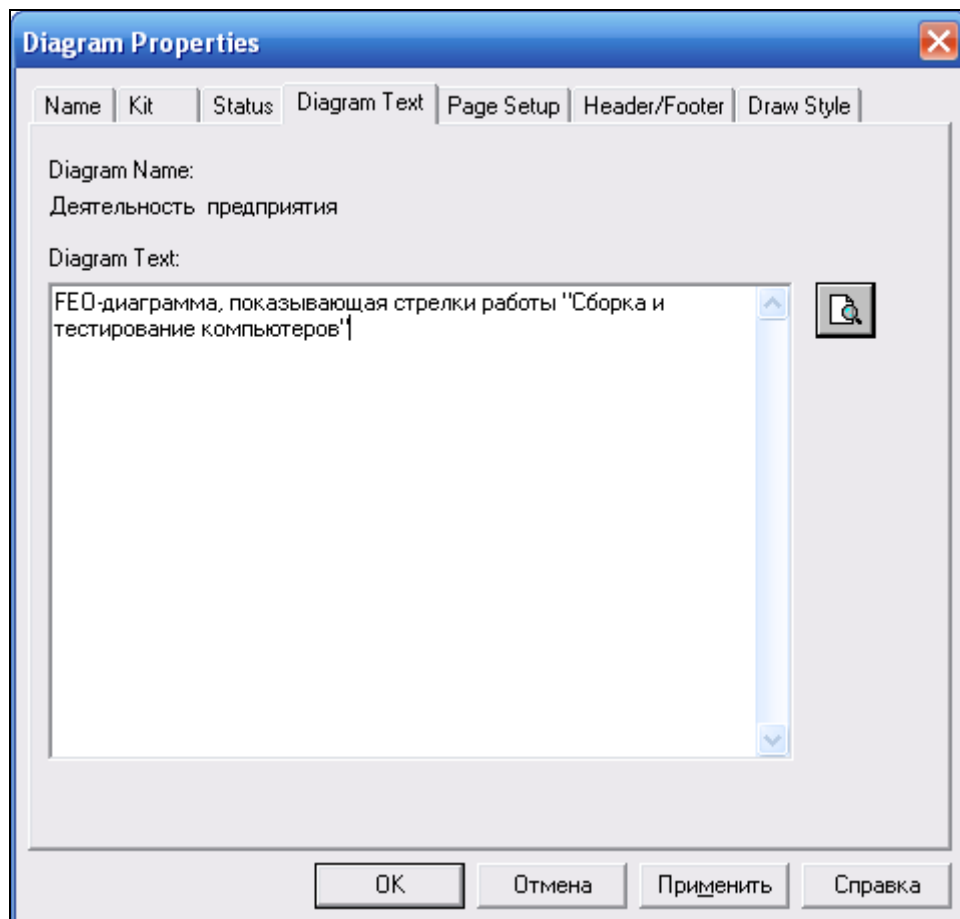 Diagram Properties
Name Kit Status Diagram Text Page Setup Header/Footer Draw Style
Diagram Name:
Деятельность предприятия
Diagram Text:
FEO-диаграмма, показывающая стрелки работы "Сборка и
тестирование компьютеров"
OK Отмена Применить Справка